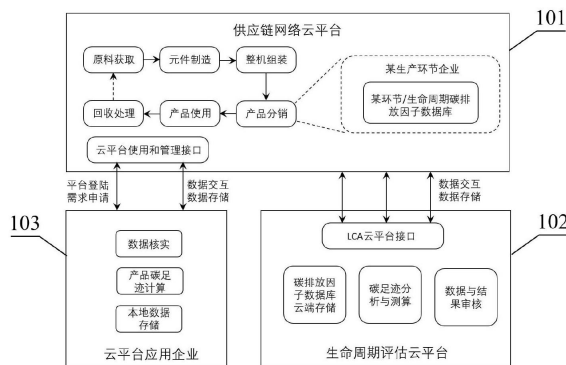 供应链网络云平台
101
原料获取
元件制造
整机组装
某生产环节企业
某环节/生命周期碳排
放因子数据库
回收处理
产品使用
产品分销
云平台使用和管理接口
平台登陆
需求申请
数据交互
数据存储
数据交互
数据存储
103
102
LCA云平台接口
数据核实
产品碳足
迹计算
本地数据
存储
碳排放因
子数据库
云端存储
碳足迹分
析与测算
数据与结
果审核
云平台应用企业
生命周期评估云平台